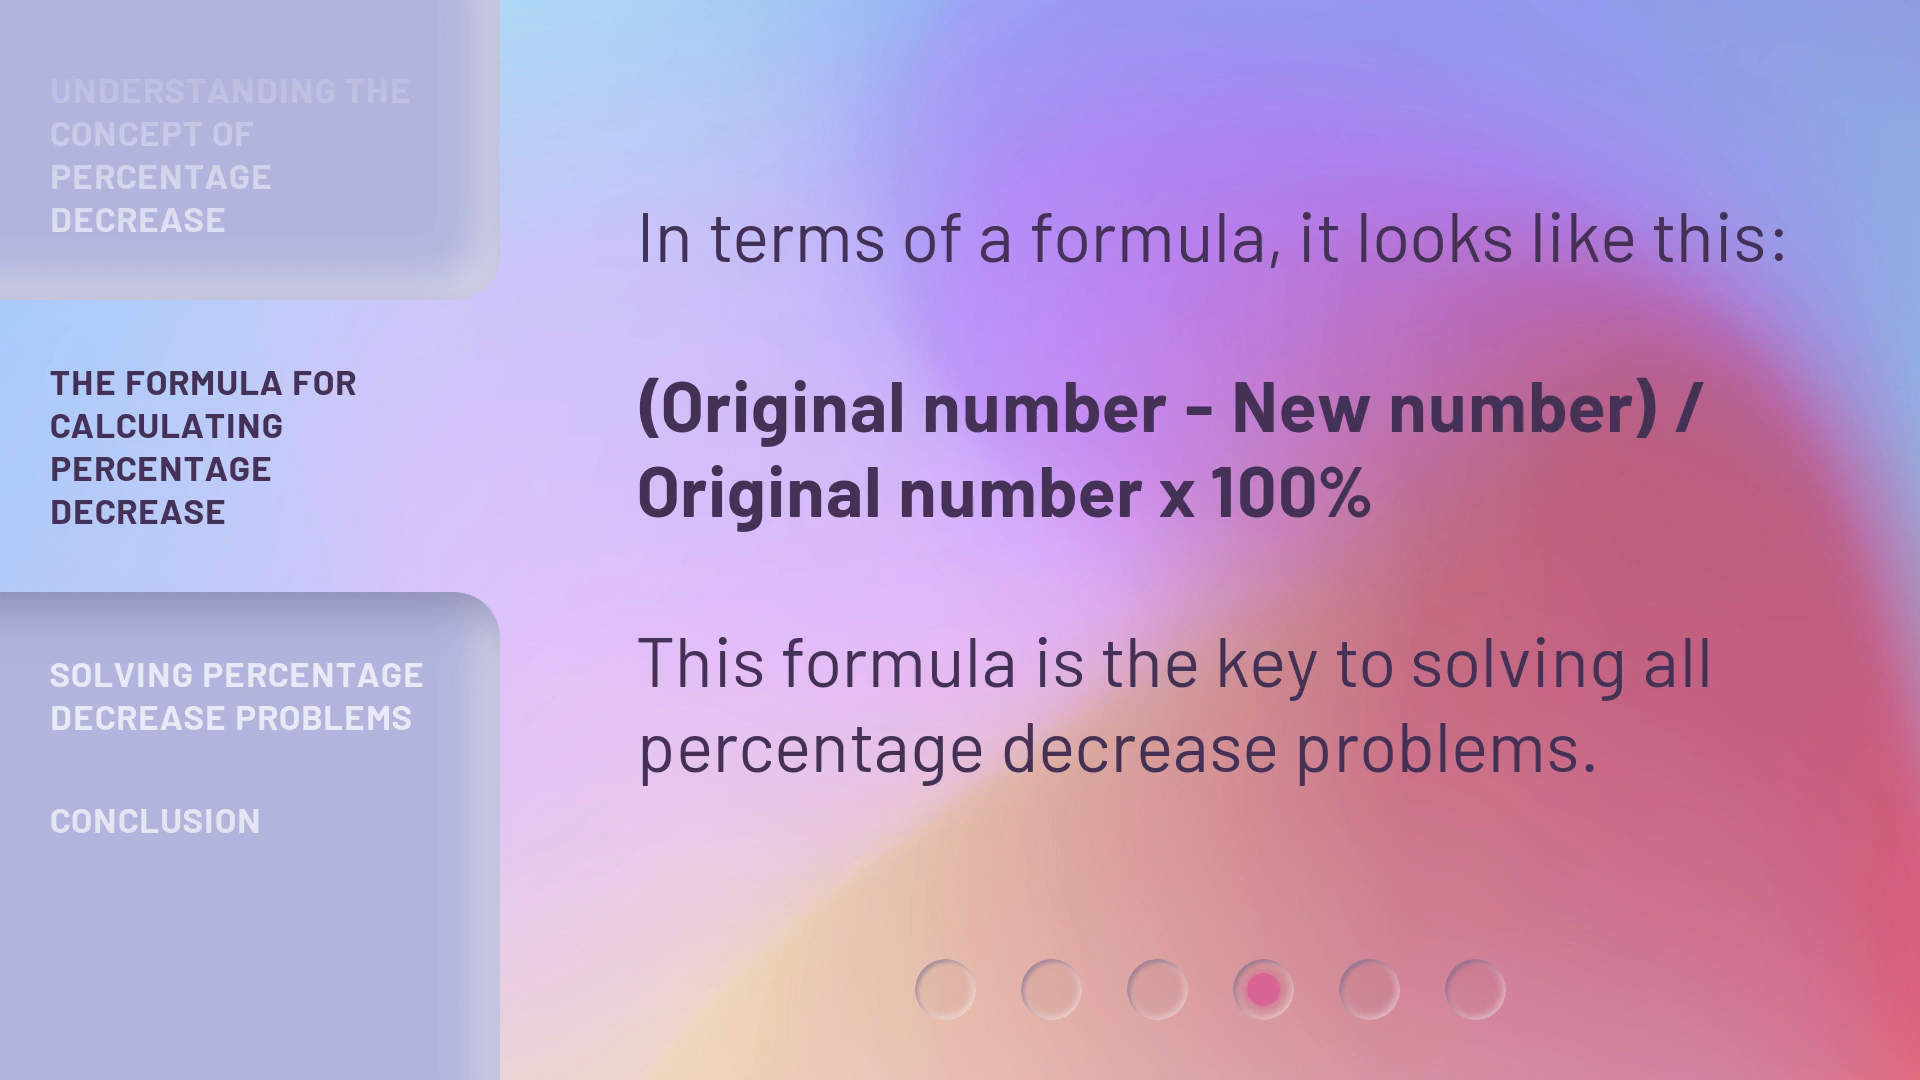 UNDERSTANDING THE
CONCEPT OF
PERCENTAGE
DECREASE
THE FORMULA FOR
CALCULATING
PERCENTAGE
DECREASE
SOLVING PERCENTAGE
DECREASE PROBLEMS
CONCLUSION
In terms of a formula, it looks like this:
(Original number - New number) /
Original number x 100%
This formula is the key to solving all
percentage decrease problems.